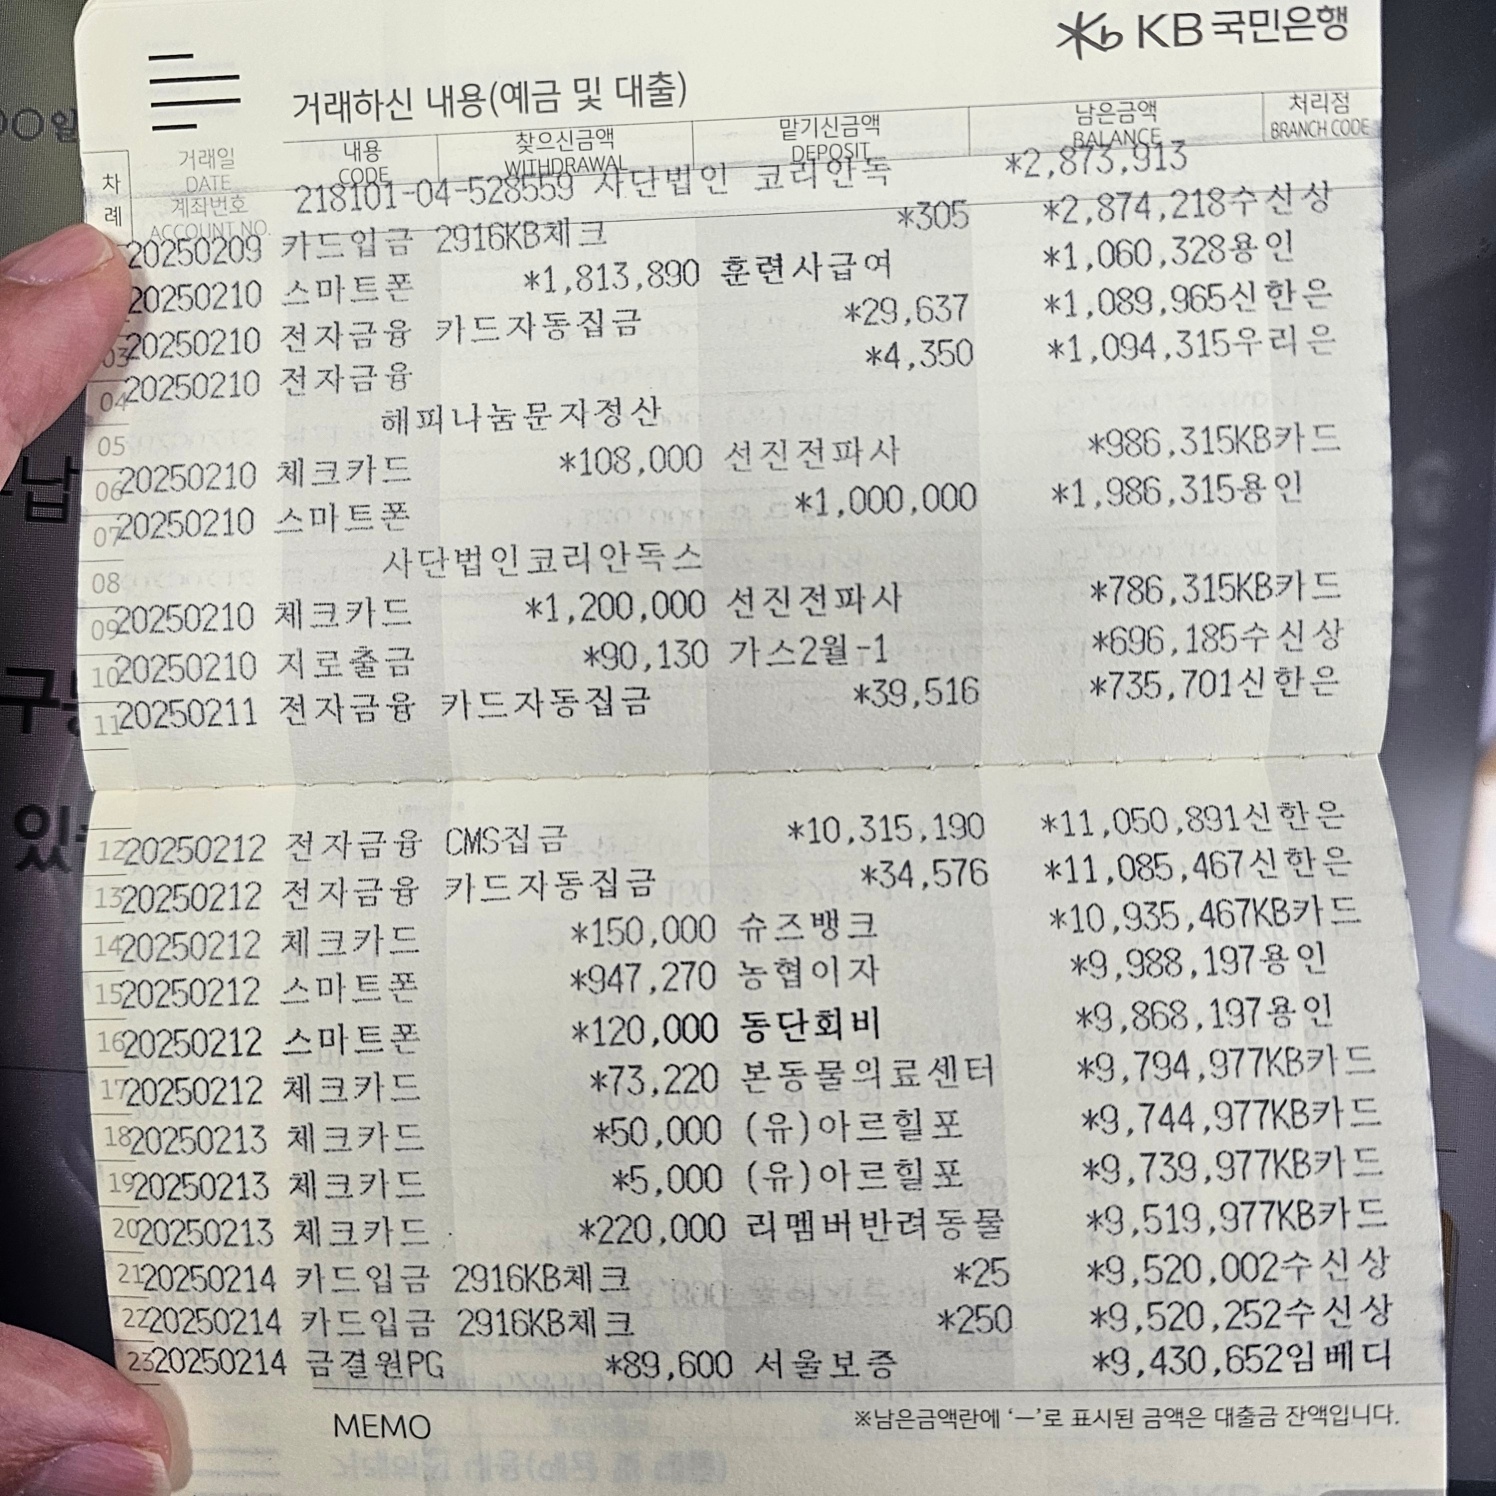 KB 국민은행
거래하신 내용(예금 및 대출)
차례 거래일 DATE 계좌번호 ACCOUNT NO. 내용 CODE 찾으신금액 WITHDRAWAL 맡기신금액 DEPOSIT 남은금액 BALANCE 처리점 BRANCH CODE
218101-04-528559 사단법인 코리안독 *2,873,913
20250209 카드입금 2916KB체크 *305 *2,874,218수신상
20250210 스마트폰 *1,813,890 훈련사급여 *1,060,328용인
03 20250210 전자금융 카드자동집금 *29,637 *1,089,965신한은
04 20250210 전자금융 *4,350 *1,094,315우리은
05 해피나눔문자정산
06 20250210 체크카드 *108,000 선진전파사 *986,315KB카드
07 20250210 스마트폰 *1,000,000 *1,986,315용인
08 사단법인코리안독스
09 20250210 체크카드 *1,200,000 선진전파사 *786,315KB카드
10 20250210 지로출금 *90,130 가스2월-1 *696,185수신상
11 20250211 전자금융 카드자동집금 *39,516 *735,701신한은
12 20250212 전자금융 CMS집금 *10,315,190 *11,050,891신한은
13 20250212 전자금융 카드자동집금 *34,576 *11,085,467신한은
14 20250212 체크카드 *150,000 슈즈뱅크 *10,935,467KB카드
15 20250212 스마트폰 *947,270 농협이자 *9,988,197용인
16 20250212 스마트폰 *120,000 동단회비 *9,868,197용인
17 20250212 체크카드 *73,220 본동물의료센터 *9,794,977KB카드
18 20250213 체크카드 *50,000 (유)아르힐포 *9,744,977KB카드
19 20250213 체크카드 *5,000 (유)아르힐포 *9,739,977KB카드
20 20250213 체크카드 *220,000 리멤버반려동물 *9,519,977KB카드
21 20250214 카드입금 2916KB체크 *25 *9,520,002수신상
22 20250214 카드입금 2916KB체크 *250 *9,520,252수신상
23 20250214 금결원PG *89,600 서울보증 *9,430,652임베디
MEMO
※남은금액란에 '—'로 표시된 금액은 대출금 잔액입니다.